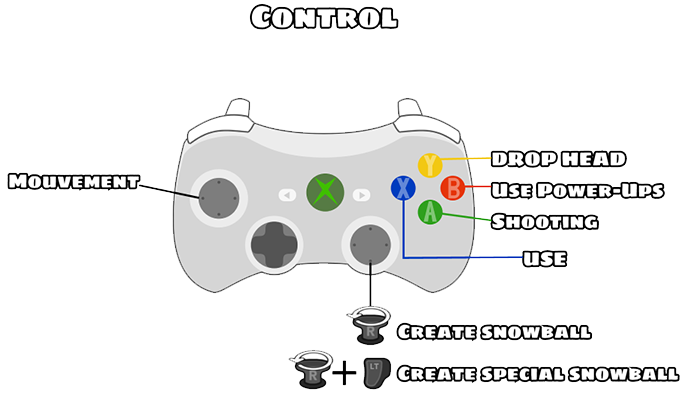 Control
Y
DROP HEAD
Mouvement
X
B
Use Power-Ups
A
Shooting
USE
R
Create snowball
R + LT
Create special snowball